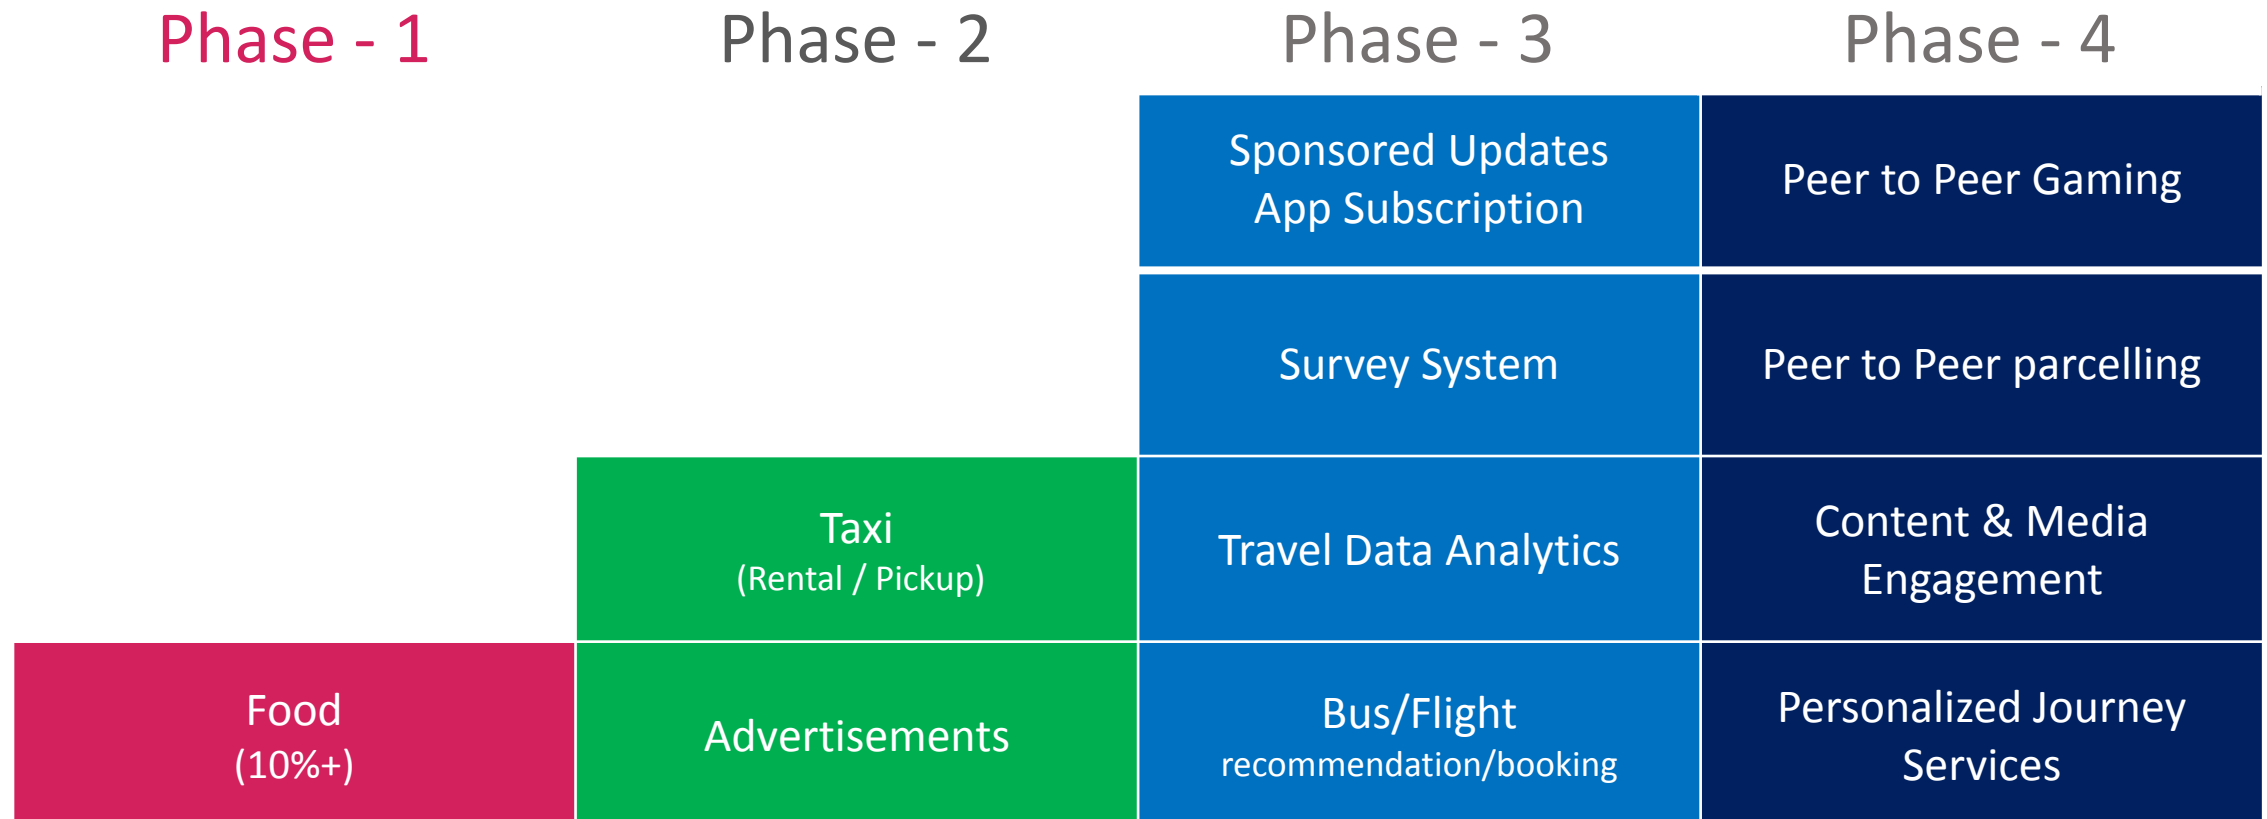 Phase - 1
Phase - 2
Phase - 3
Phase - 4
Sponsored Updates
App Subscription
Peer to Peer Gaming
Survey System
Peer to Peer parcelling
Taxi
(Rental / Pickup)
Travel Data Analytics
Content & Media
Engagement
Food
(10%+)
Advertisements
Bus/Flight
recommendation/booking
Personalized Journey
Services